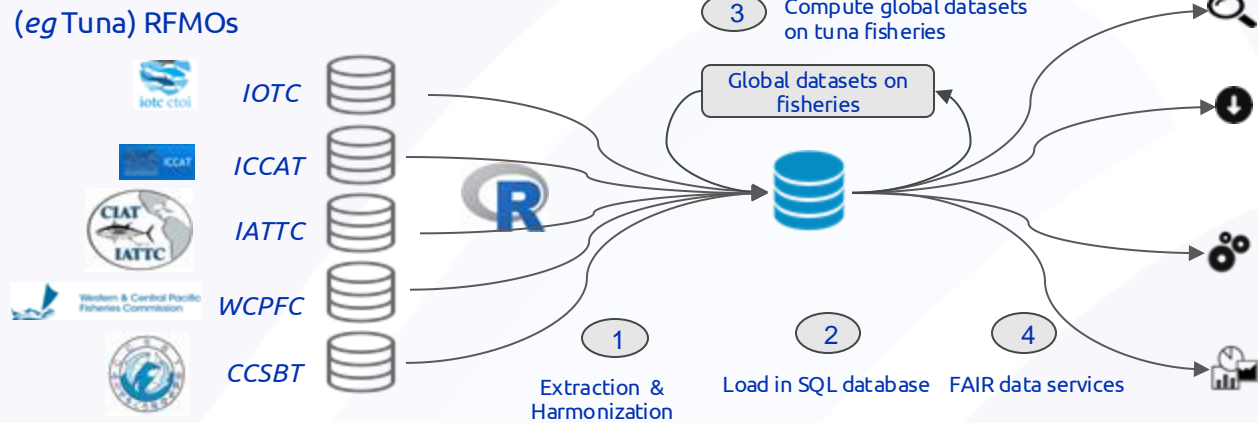 (eg Tuna) RFMOs
3
Compute global datasets
on tuna fisheries
Global datasets on
fisheries
iotc ctoi
IOTC
ICCAT
ICCAT
CIAT
IATTC
IATTC
R
Western & Central Pacific
Fisheries Commission
WCPFC
CCSBT
1
Extraction &
Harmonization
2
Load in SQL database
4
FAIR data services